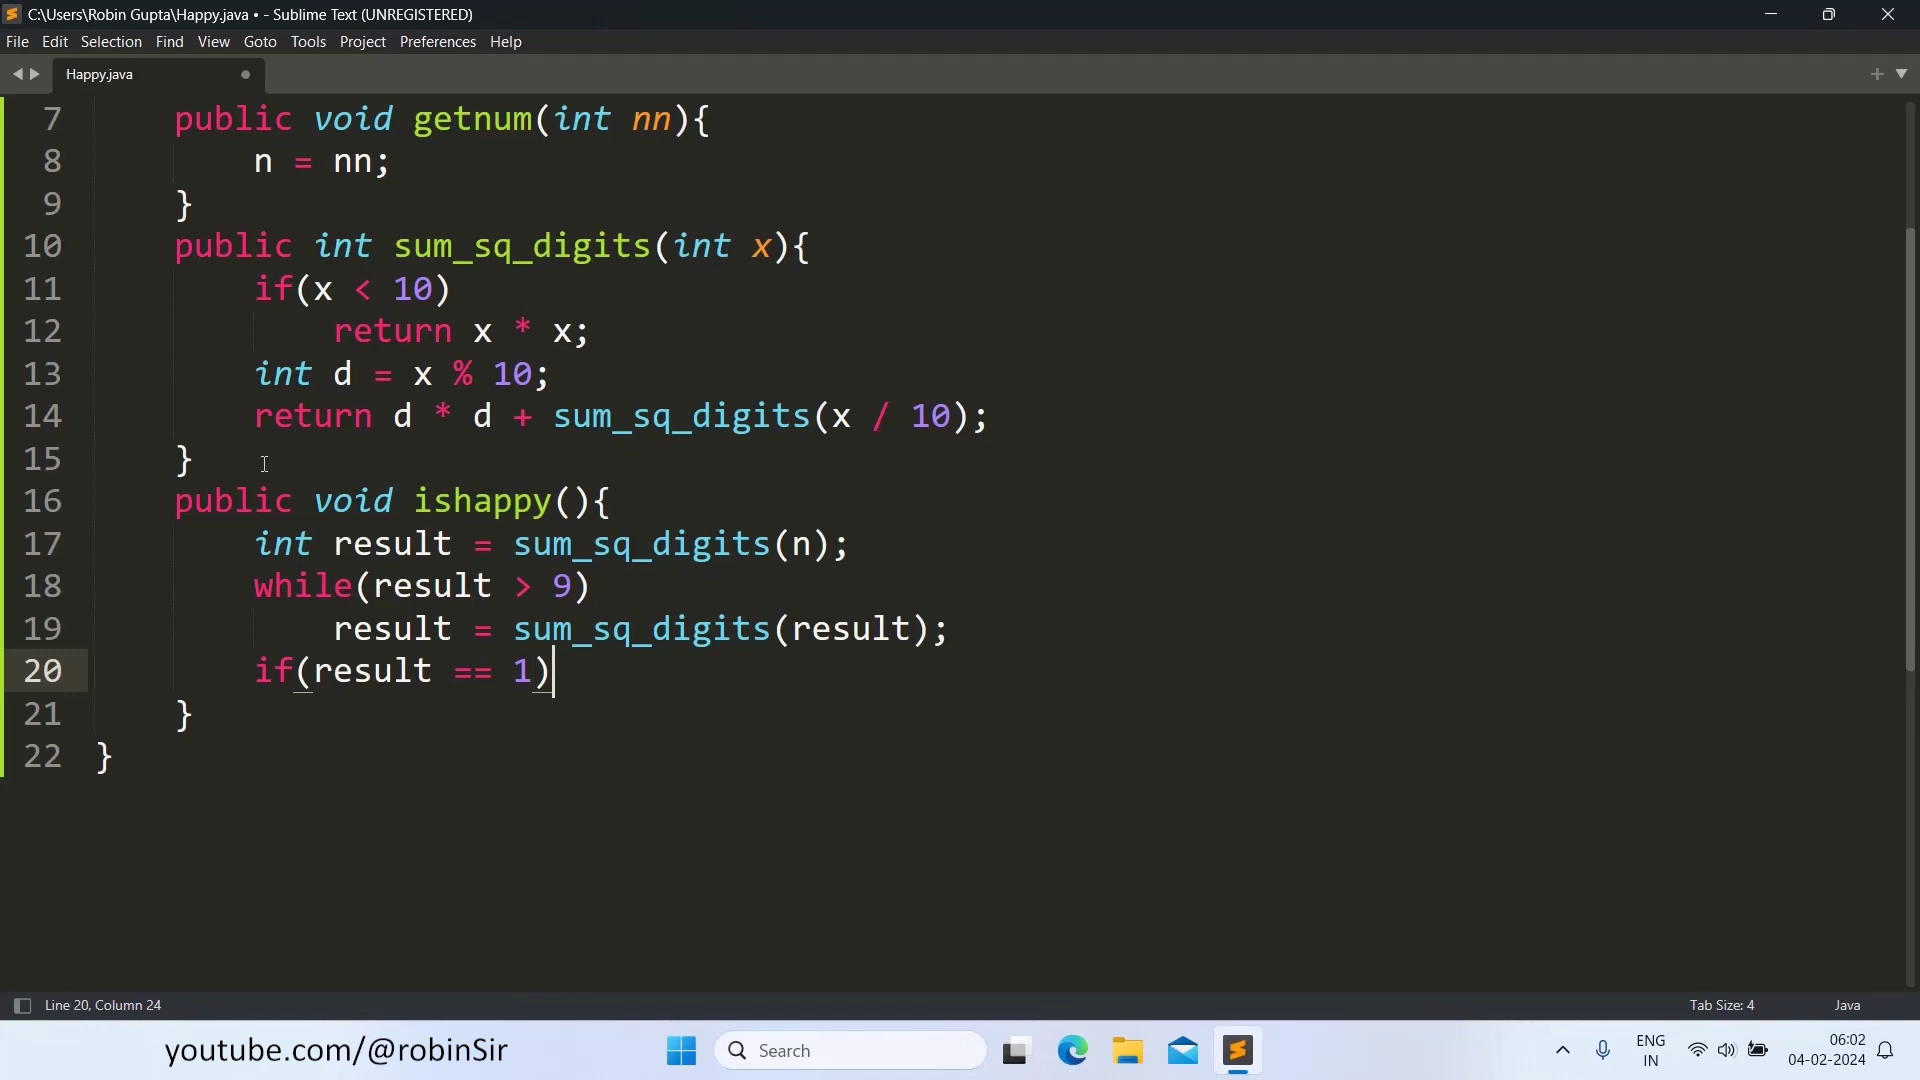 C:\Users\Robin Gupta\Happy.java • - Sublime Text (UNREGISTERED)
File Edit Selection Find View Goto Tools Project Preferences Help
Happy.java
7 public void getnum(int nn){
8 n = nn;
9 }
10 public int sum_sq_digits(int x){
11 if(x < 10)
12 return x * x;
13 int d = x % 10;
14 return d * d + sum_sq_digits(x / 10);
15 }
16 public void ishappy(){
17 int result = sum_sq_digits(n);
18 while(result > 9)
19 result = sum_sq_digits(result);
20 if(result == 1)
21 }
22 }
Line 20, Column 24 Tab Size: 4 Java
youtube.com/@robinSir
Search
ENG
IN
06:02
04-02-2024